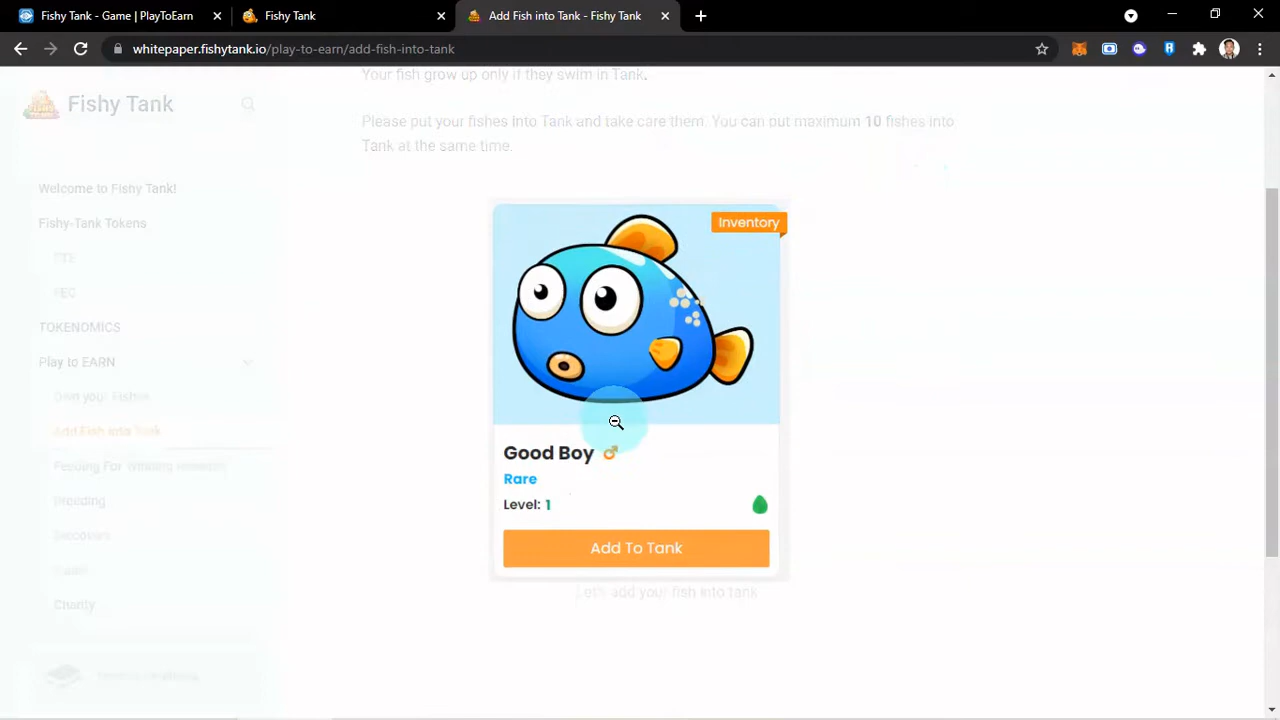 Fishy Tank - Game | PlayToEarn
Fishy Tank
Add Fish into Tank - Fishy Tank
whitepaper.fishytank.io/play-to-earn/add-fish-into-tank
Your fish grow up only if they swim in Tank.
Fishy Tank
Please put your fishes into Tank and take care them. You can put maximum 10 fishes into
Tank at the same time.
Welcome to Fishy Tank!
Fishy-Tank Tokens
TOKENOMICS
Play to EARN
Add Fish into Tank
Feeding For Winning Rewards
Breeding
Charity
Inventory
Good Boy ♂
Rare
Level: 1
Add To Tank
Let's add your fish into tank